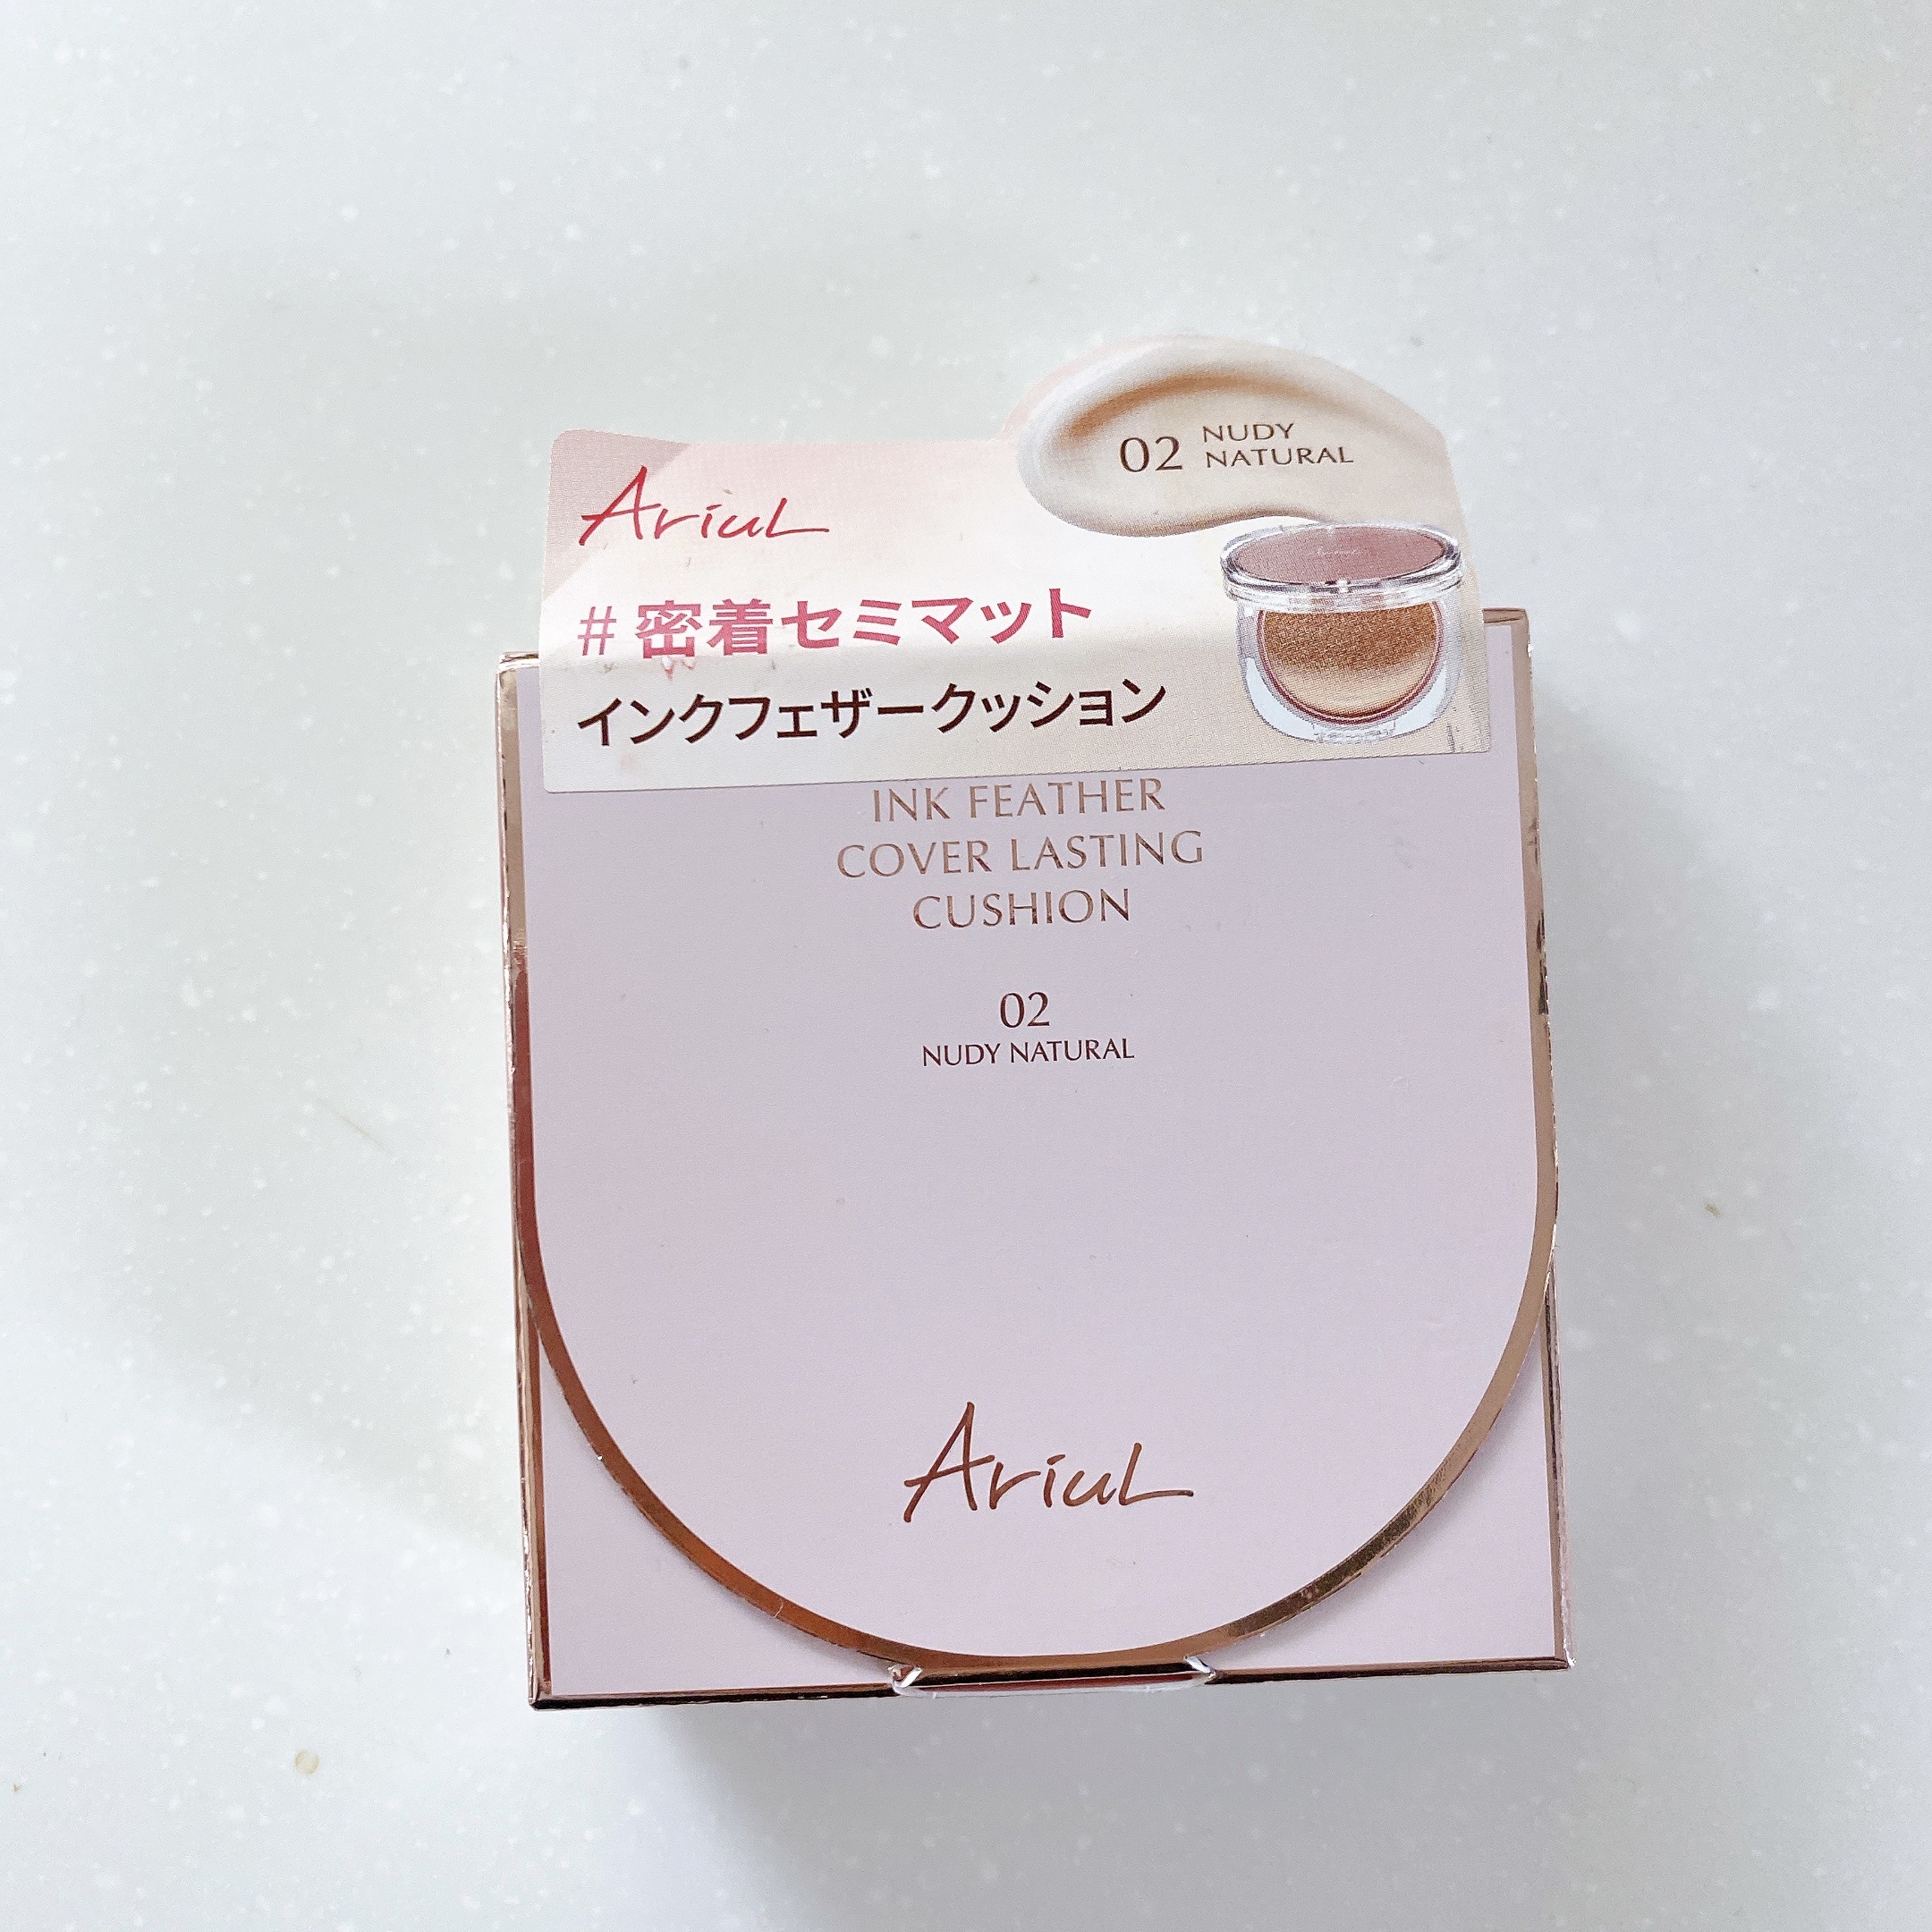 02 NUDY
NATURAL
Ariul
#密着セミマット
インクフェザークッション
INK FEATHER
COVER LASTING
CUSHION
02
NUDY NATURAL
Ariul